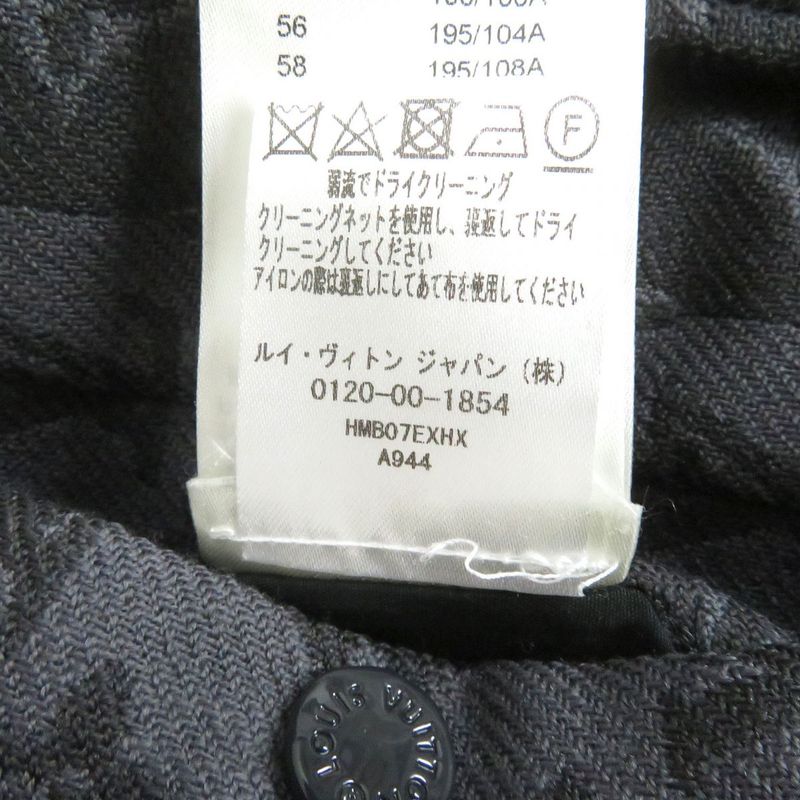 56 195/104A
58 195/108A
F
弱流でドライクリーニング
クリーニングネットを使用し、裏返してドライ
クリーニングしてください
アイロンの際は裏返しにしてあて布を使用してください
ルイ・ヴィトン ジャパン (株)
0120-00-1854
HMB07EXHX
A944
LOUIS VUITTON